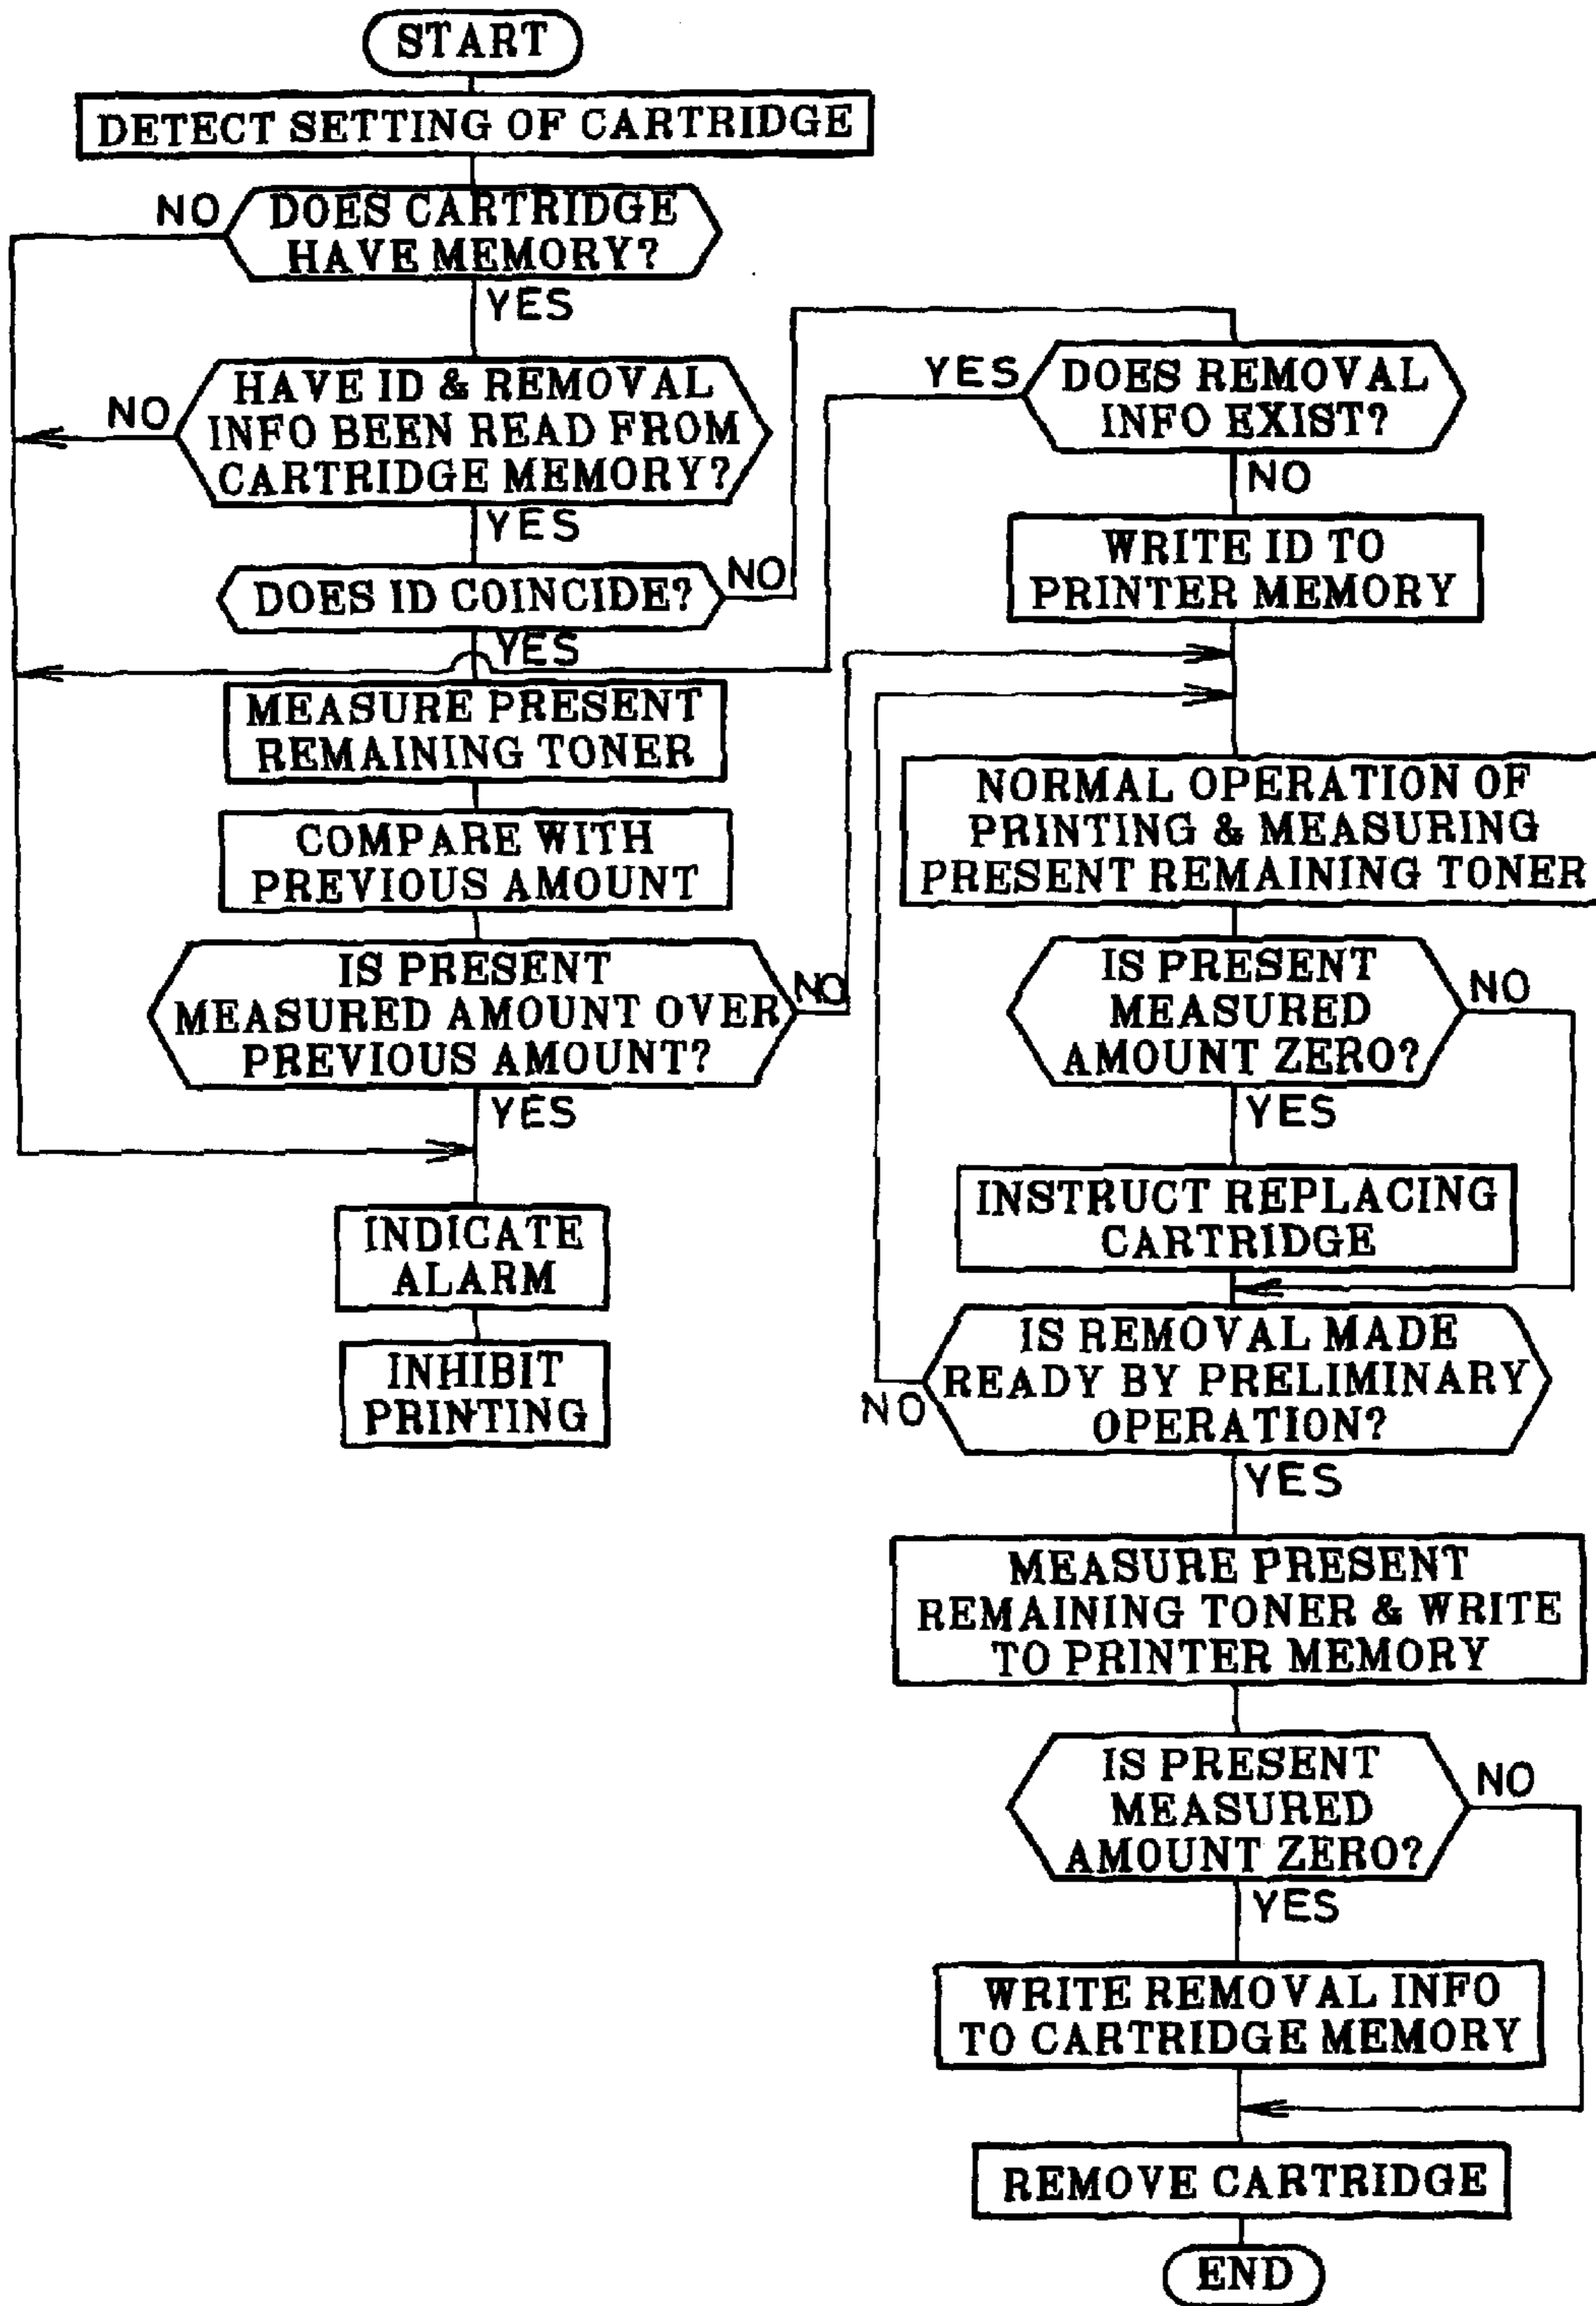 START
DETECT SETTING OF CARTRIDGE
NO
DOES CARTRIDGE
HAVE MEMORY?
YES
NO
HAVE ID & REMOVAL
INFO BEEN READ FROM
CARTRIDGE MEMORY?
YES
DOES ID COINCIDE?
NO
YES
MEASURE PRESENT
REMAINING TONER
COMPARE WITH
PREVIOUS AMOUNT
IS PRESENT
MEASURED AMOUNT OVER
PREVIOUS AMOUNT?
NO
YES
INDICATE
ALARM
INHIBIT
PRINTING
YES
DOES REMOVAL
INFO EXIST?
NO
WRITE ID TO
PRINTER MEMORY
NORMAL OPERATION OF
PRINTING & MEASURING
PRESENT REMAINING TONER
IS PRESENT
MEASURED
AMOUNT ZERO?
NO
YES
INSTRUCT REPLACING
CARTRIDGE
IS REMOVAL MADE
READY BY PRELIMINARY
OPERATION?
NO
YES
MEASURE PRESENT
REMAINING TONER & WRITE
TO PRINTER MEMORY
IS PRESENT
MEASURED
AMOUNT ZERO?
NO
YES
WRITE REMOVAL INFO
TO CARTRIDGE MEMORY
REMOVE CARTRIDGE
END